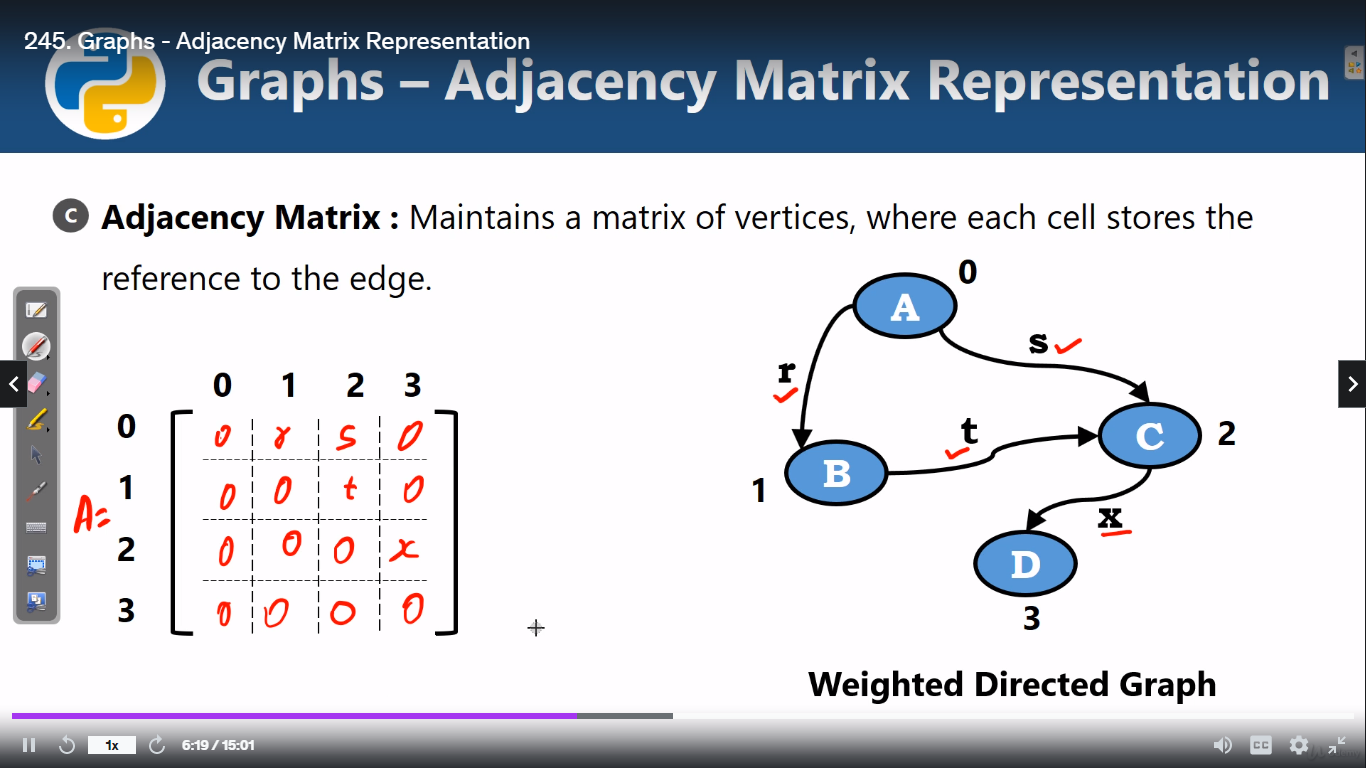 245. Graphs - Adjacency Matrix Representation
Graphs – Adjacency Matrix Representation
C Adjacency Matrix : Maintains a matrix of vertices, where each cell stores the
reference to the edge.
0 1 2 3
0 0 r s 0
A= 1 0 0 t 0
2 0 0 0 x
3 0 0 0 0
A 0
s
r
t
C 2
B
1
x
D
3
Weighted Directed Graph
1x 6:19 / 15:01 CC